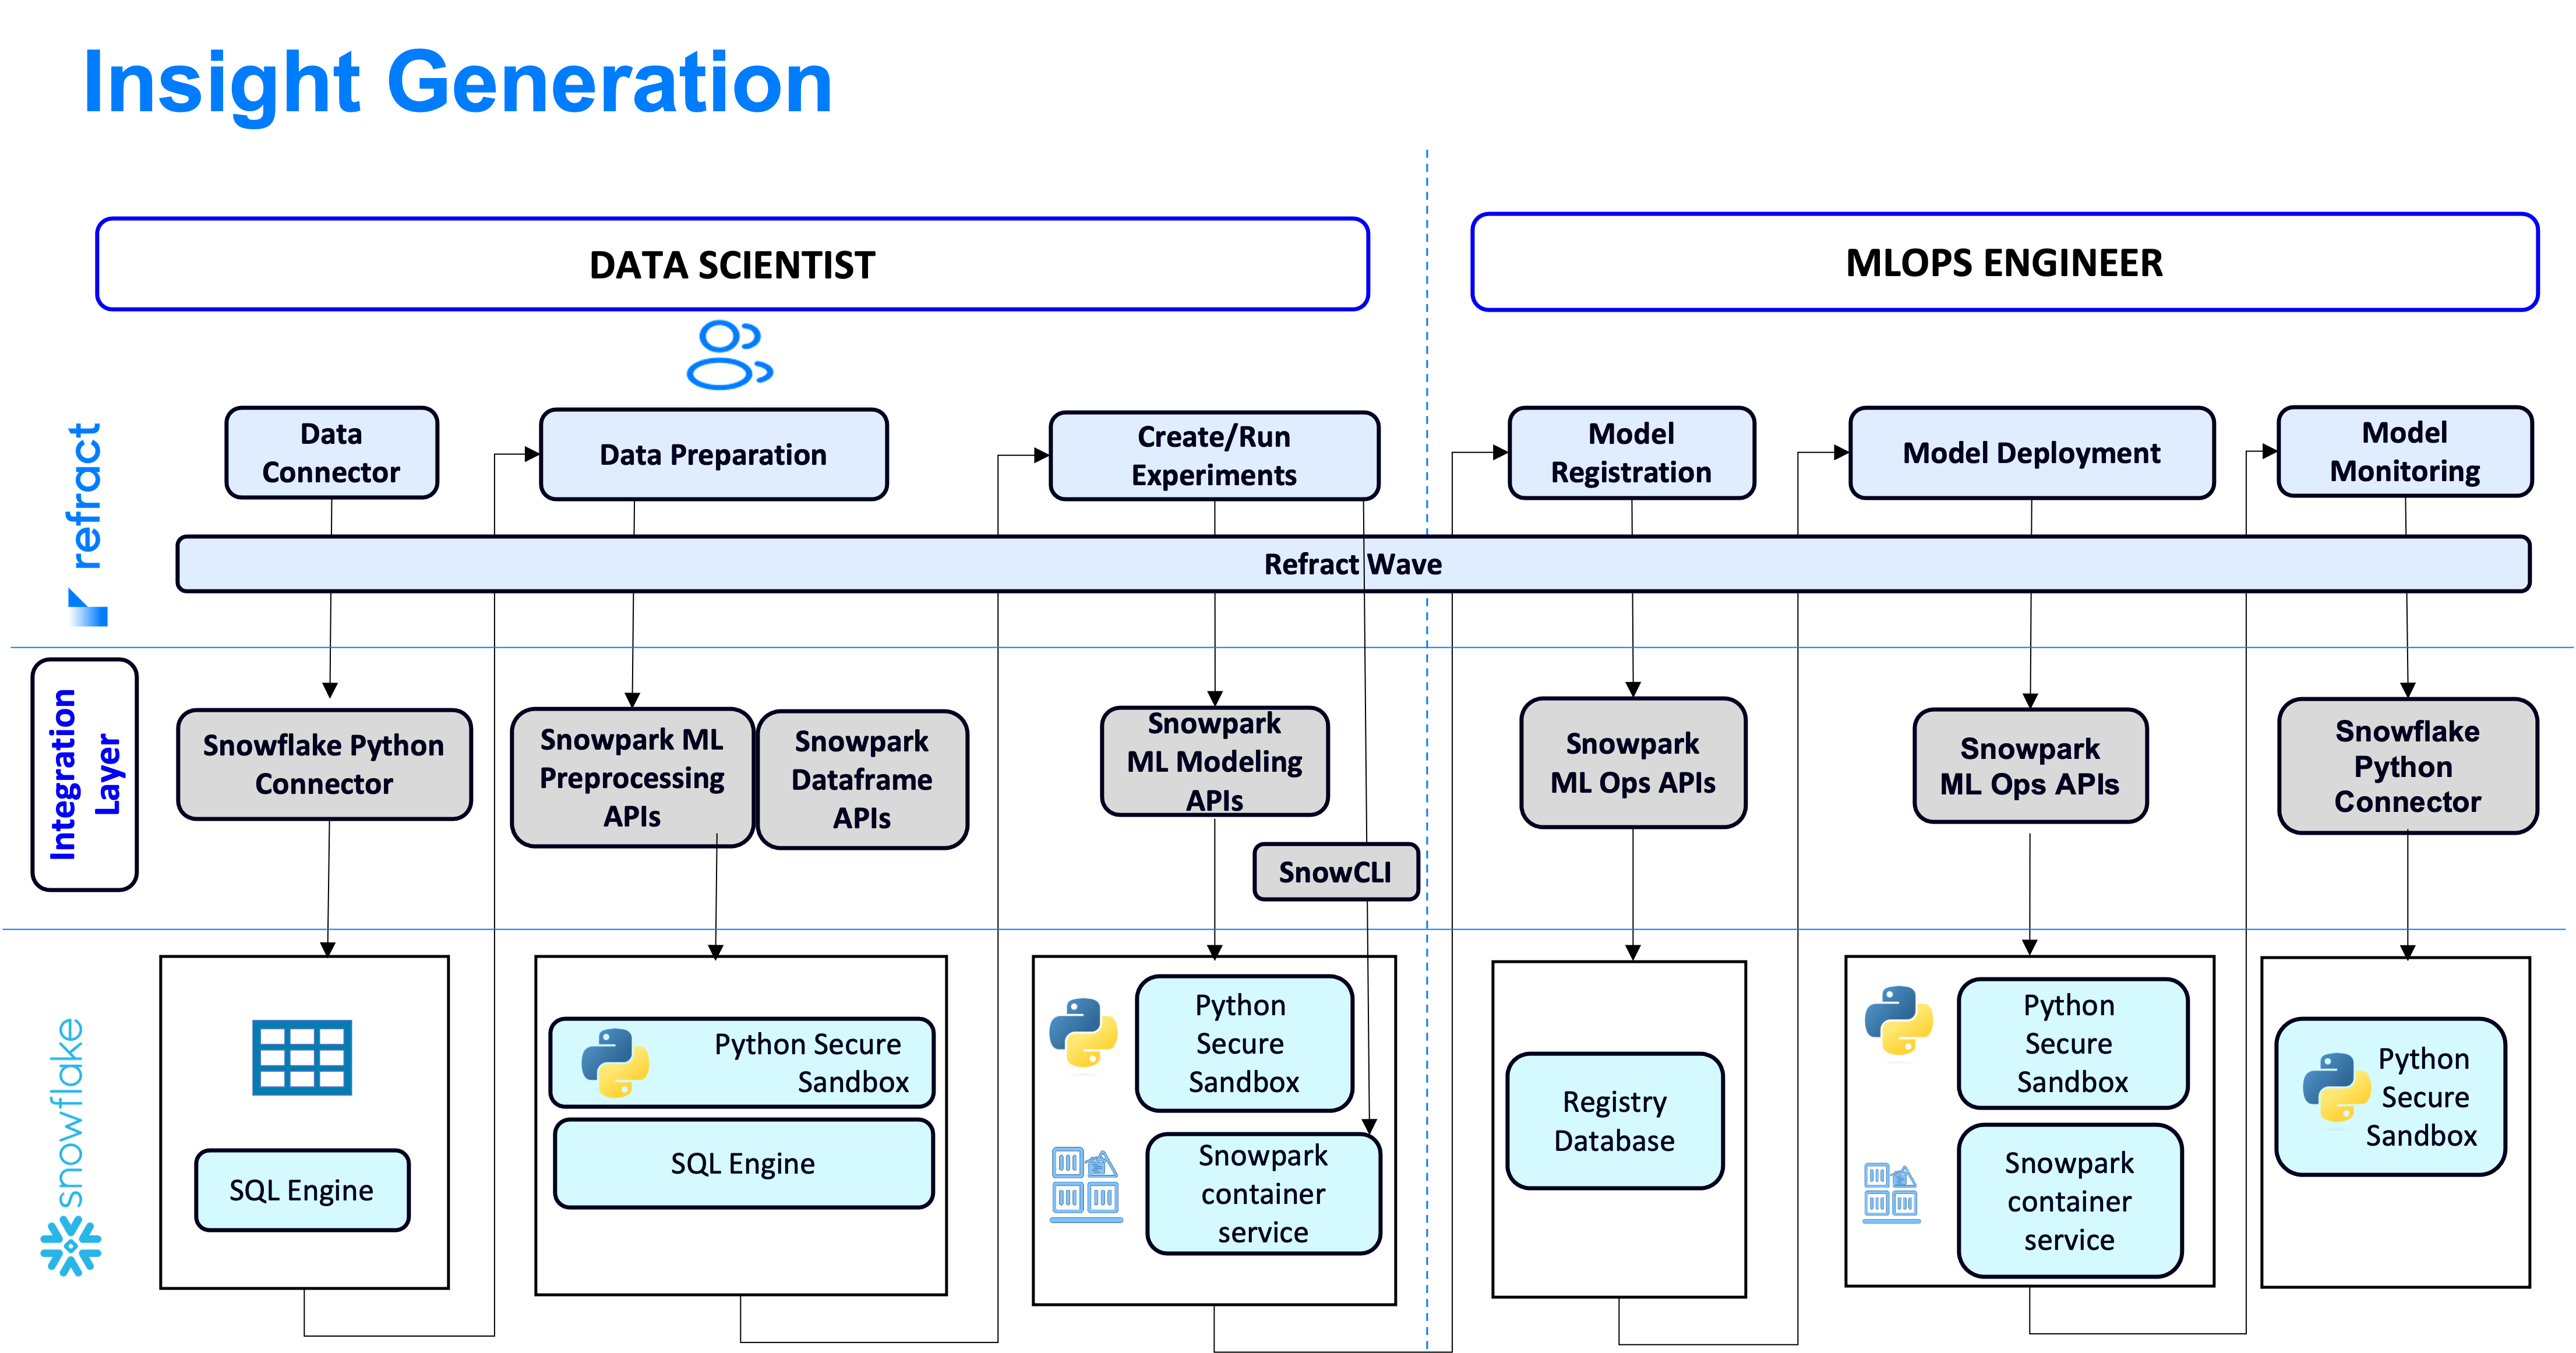 Insight Generation
DATA SCIENTIST
MLOPS ENGINEER
refract
Data
Connector
Data Preparation
Create/Run
Experiments
Model
Registration
Model Deployment
Model
Monitoring
Refract Wave
Integration
Layer
Snowflake Python
Connector
Snowpark ML
Preprocessing
APIs
Snowpark
Dataframe
APIs
Snowpark
ML Modeling
APIs
SnowCLI
Snowpark
ML Ops APIs
Snowpark
ML Ops APIs
Snowflake
Python
Connector
snowflake
SQL Engine
Python Secure
Sandbox
SQL Engine
Python
Secure
Sandbox
Snowpark
container
service
Registry
Database
Python
Secure
Sandbox
Snowpark
container
service
Python
Secure
Sandbox